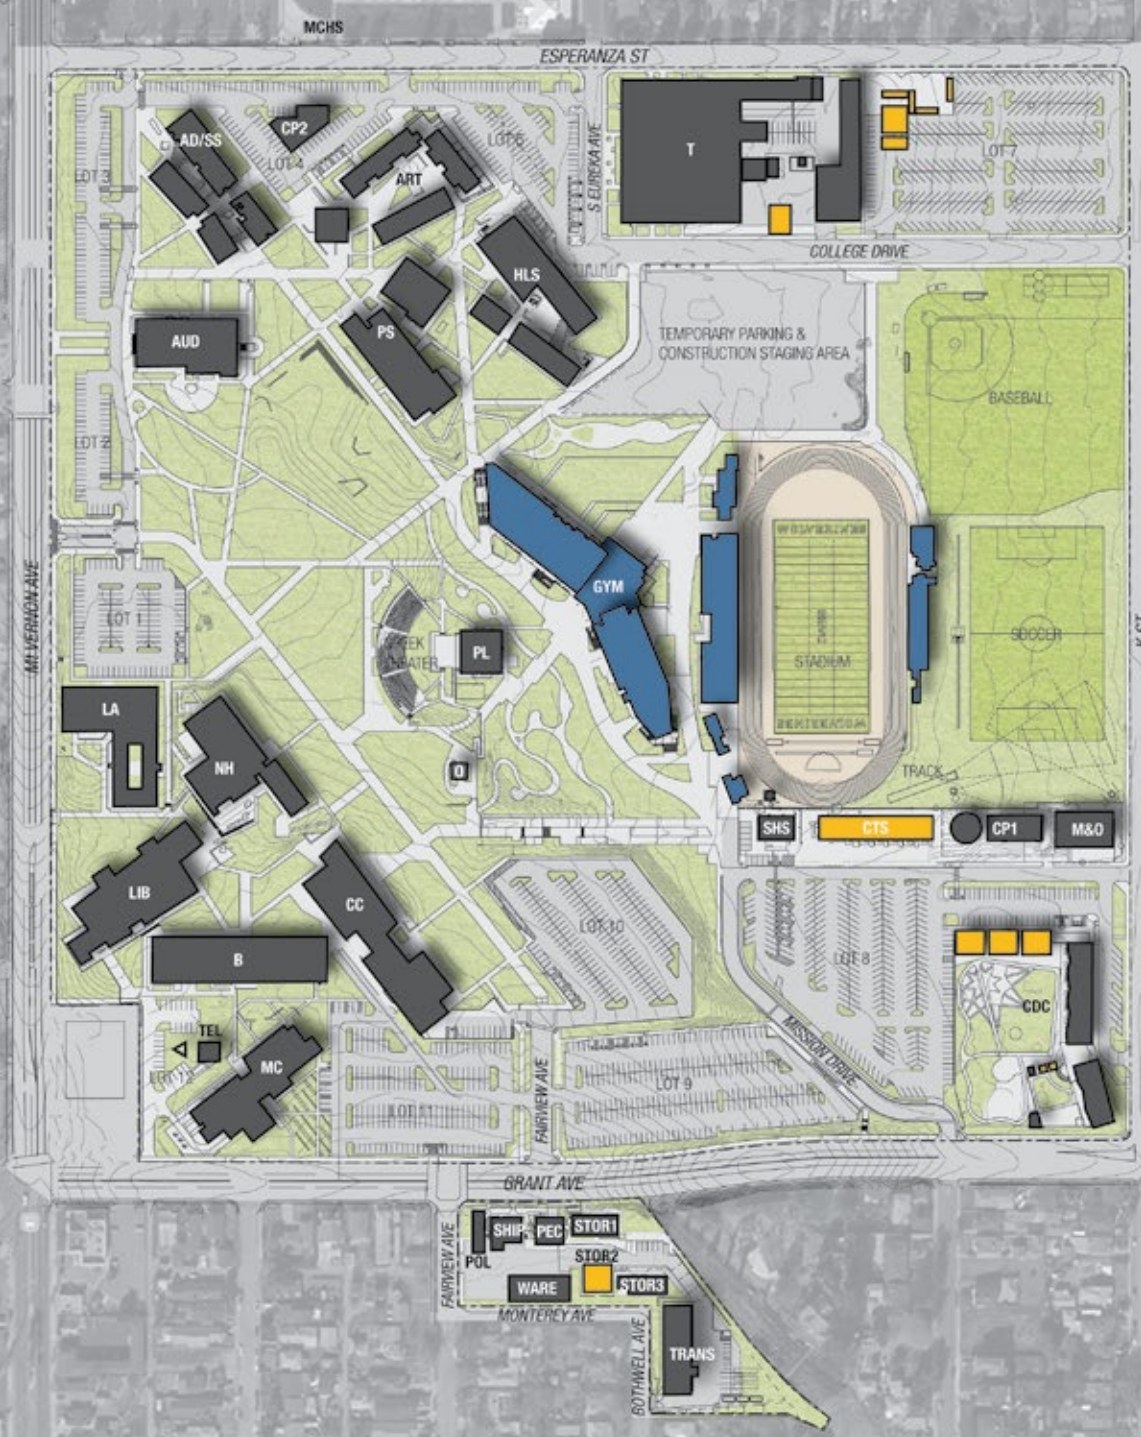 MCHS
ESPERANZA ST
AD/SS
CP2
LOT 4
LOT 3
ART
S EUREKA AVE
T
LOT 7
COLLEGE DRIVE
HLS
AUD
PS
TEMPORARY PARKING &
CONSTRUCTION STAGING AREA
BASEBALL
LOT 2
MT.VERNON AVE
LOT 1
GYM
STADIUM
SOCCER
K ST
PL
LA
NH
O
TRACK
SHS
CTS
CP1
M&O
LIB
CC
LOT 10
LOT 8
B
CDC
TEL
MC
MISSION DRIVE
LOT 9
LOT 11
FAIRVIEW AVE
GRANT AVE
SHIP
PEC
STOR1
POL
STOR2
FAIRVIEW AVE
WARE
STOR3
MONTEREY AVE
BOTHWELL AVE
TRANS